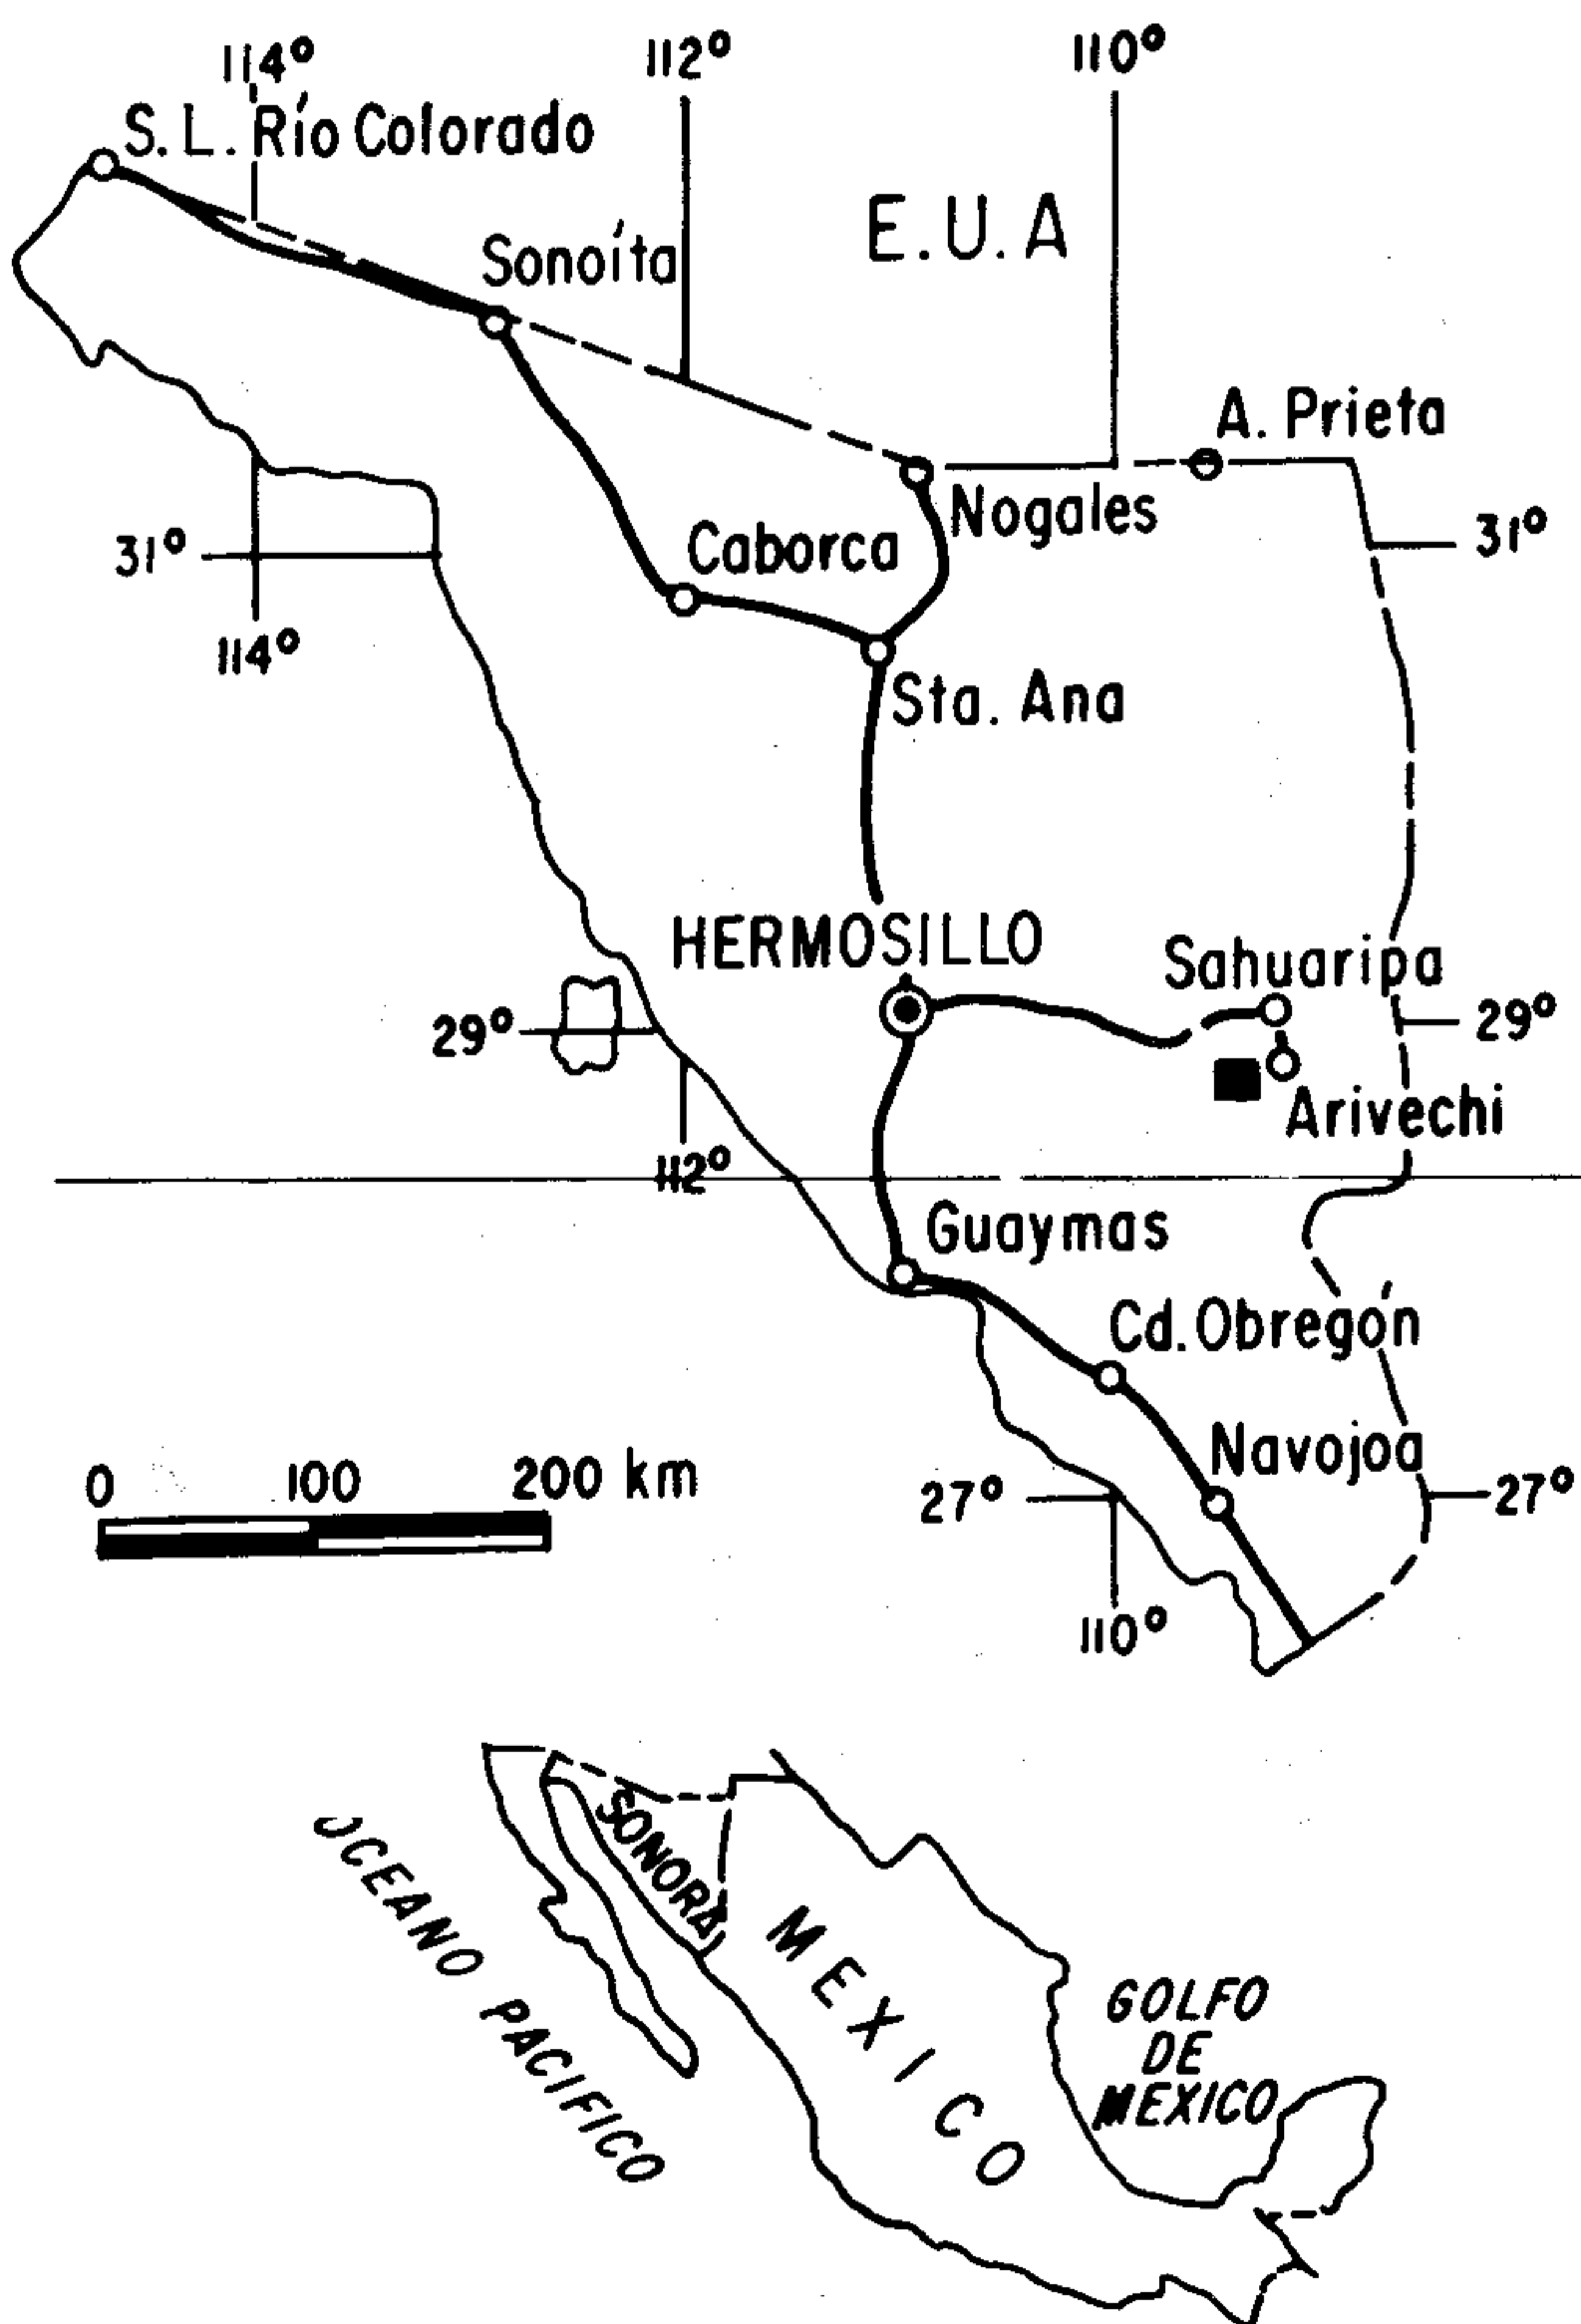 114°
112°
110°
S. L. Río Colorado
E.U.A
Sonoíta
A. Prieta
Nogales
31°
Caborca
31°
114°
Sta. Ana
HERMOSILLO
Sahuaripa
29°
29°
Arivechi
112°
Guaymas
Cd. Obregón
Navojoa
0 100 200 km
27°
27°
110°
SONORA
OCEANO PACIFICO
MEXICO
GOLFO
DE
MEXICO